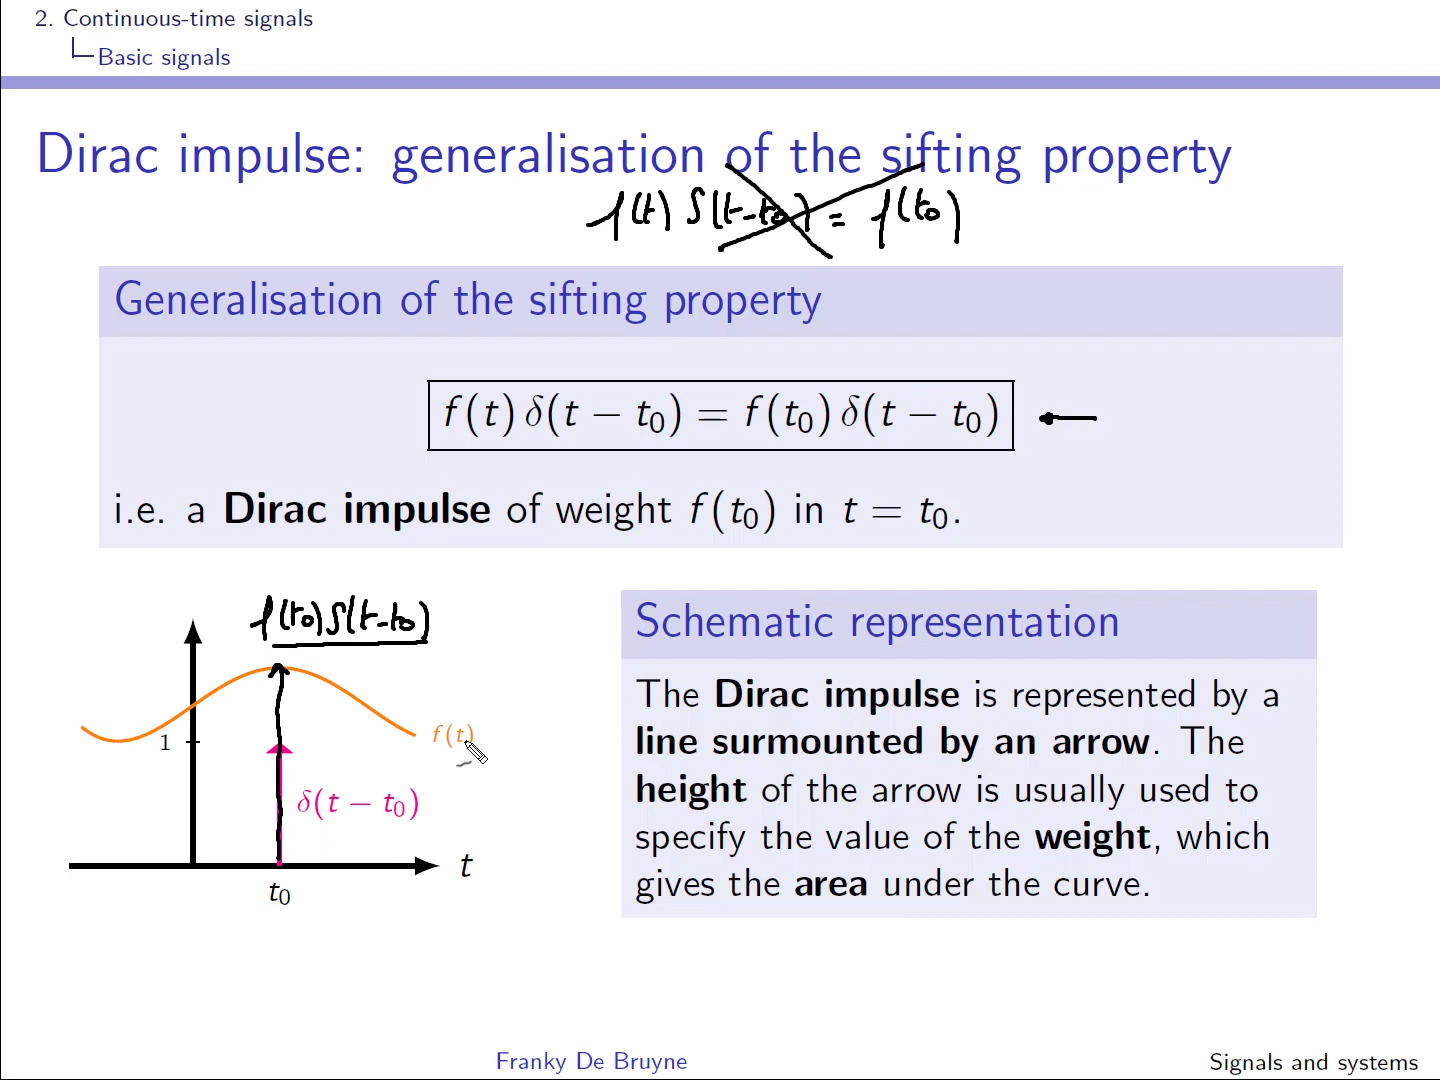 2. Continuous-time signals
Basic signals
Dirac impulse: generalisation of the sifting property
f(t) δ(t-t₀) = f(t₀)
Generalisation of the sifting property
f(t) δ(t − t₀) = f(t₀) δ(t − t₀)
i.e. a Dirac impulse of weight f(t₀) in t = t₀.
f(t₀) δ(t-t₀)
f(t)
1
δ(t − t₀)
t
t₀
Schematic representation
The Dirac impulse is represented by a
line surmounted by an arrow. The
height of the arrow is usually used to
specify the value of the weight, which
gives the area under the curve.
Franky De Bruyne
Signals and systems